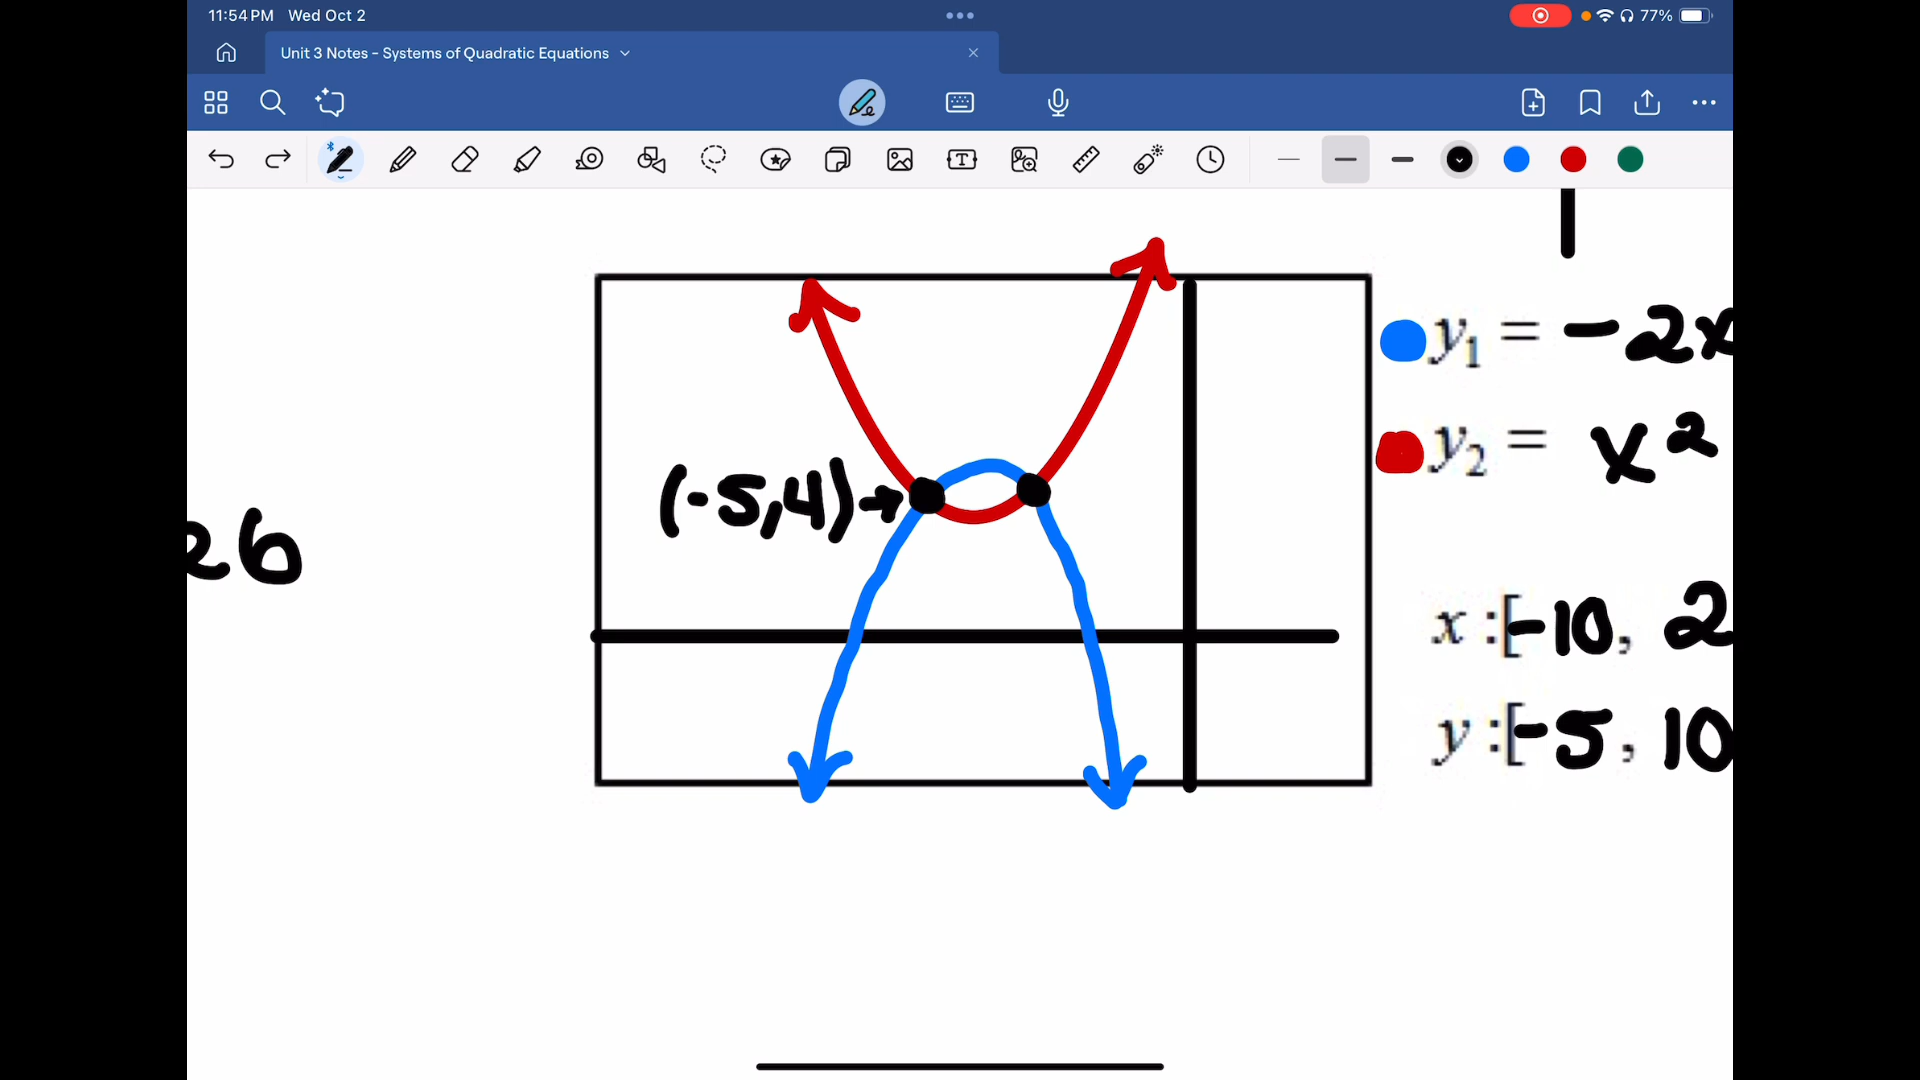 11:54 PM Wed Oct 2
77%
Unit 3 Notes - Systems of Quadratic Equations
y₁ = -2x
y₂ = x²
(-5,4)→
26
x:[-10, 2
y:[-5, 10